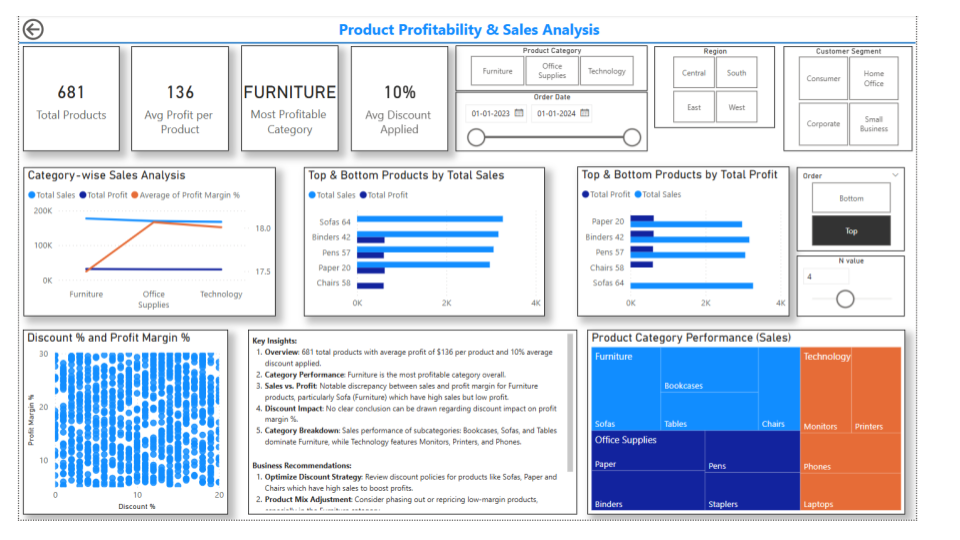 Product Profitability & Sales Analysis
681
Total Products
136
Avg Profit per
Product
FURNITURE
Most Profitable
Category
10%
Avg Discount
Applied
Product Category
Furniture
Office
Supplies
Technology
Order Date
01-01-2023
01-01-2024
Region
Central
South
East
West
Customer Segment
Consumer
Home
Office
Corporate
Small
Business
Category-wise Sales Analysis
Total Sales Total Profit Average of Profit Margin %
200K
100K
0K
18.0
17.5
Furniture
Office
Supplies
Technology
Top & Bottom Products by Total Sales
Total Sales Total Profit
Sofas 64
Binders 42
Pens 57
Paper 20
Chairs 58
0K 2K 4K
Top & Bottom Products by Total Profit
Total Profit Total Sales
Paper 20
Binders 42
Pens 57
Chairs 58
Sofas 64
0K 2K 4K
Order
Bottom
Top
N value
4
Discount % and Profit Margin %
Profit Margin %
30
20
10
0 10 20
Discount %
Key Insights:
1. Overview: 681 total products with average profit of $136 per product and 10% average
discount applied.
2. Category Performance: Furniture is the most profitable category overall.
3. Sales vs. Profit: Notable discrepancy between sales and profit margin for Furniture
products, particularly Sofa (Furniture) which have high sales but low profit.
4. Discount Impact: No clear conclusion can be drawn regarding discount impact on profit
margin %.
5. Category Breakdown: Sales performance of subcategories: Bookcases, Sofas, and Tables
dominate Furniture, while Technology features Monitors, Printers, and Phones.
Business Recommendations:
1. Optimize Discount Strategy: Review discount policies for products like Sofas, Paper and
Chairs which have high sales to boost profits.
2. Product Mix Adjustment: Consider phasing out or repricing low-margin products,
Product Category Performance (Sales)
Furniture
Sofas
Bookcases
Tables
Chairs
Office Supplies
Paper
Pens
Binders
Staplers
Technology
Monitors
Printers
Phones
Laptops